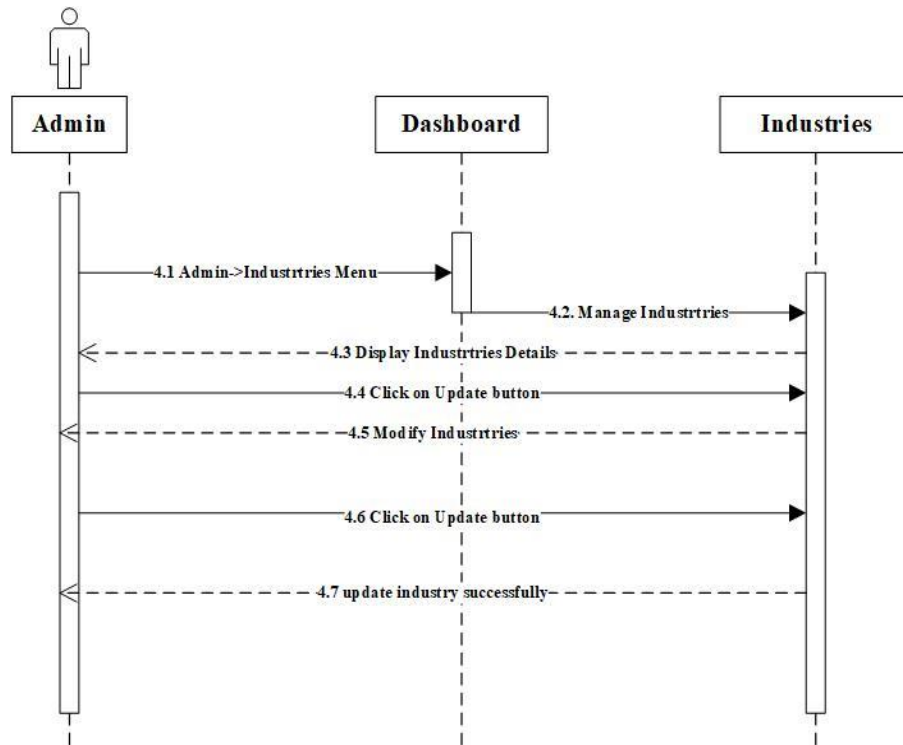 Admin
Dashboard
Industries
4.1 Admin->Industrtries Menu
4.2. Manage Industrtries
4.3 Display Industrtries Details
4.4 Click on Update button
4.5 Modify Industrtries
4.6 Click on Update button
4.7 update industry successfully